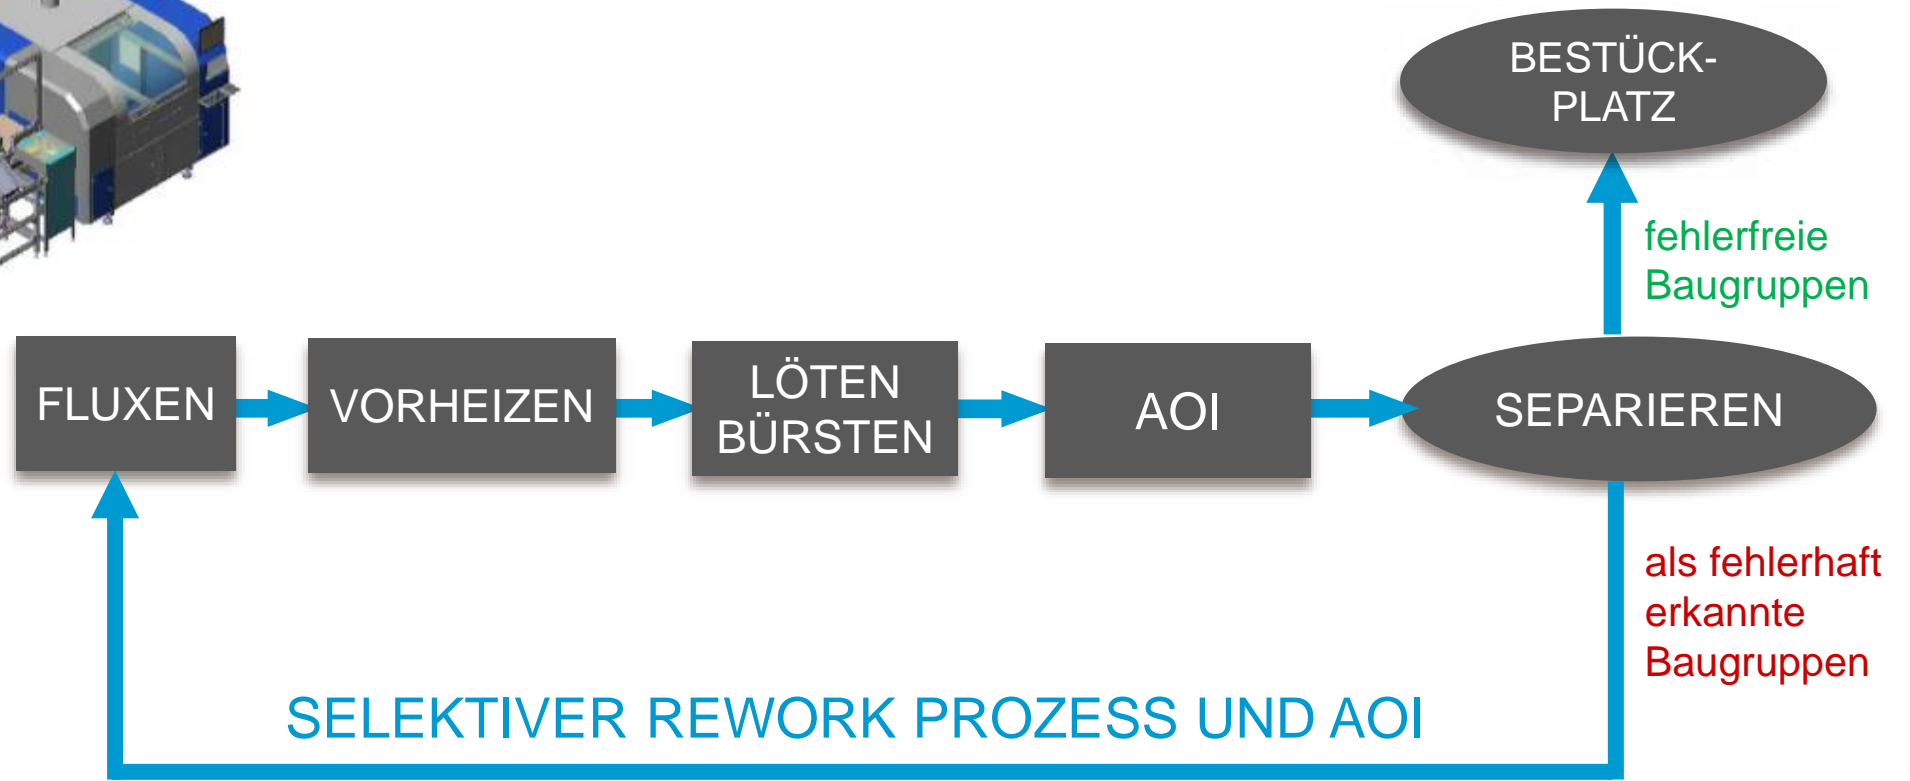 BESTÜCK-
PLATZ
fehlerfreie
Baugruppen
FLUXEN
VORHEIZEN
LÖTEN
BÜRSTEN
AOI
SEPARIEREN
als fehlerhaft
erkannte
Baugruppen
SELEKTIVER REWORK PROZESS UND AOI